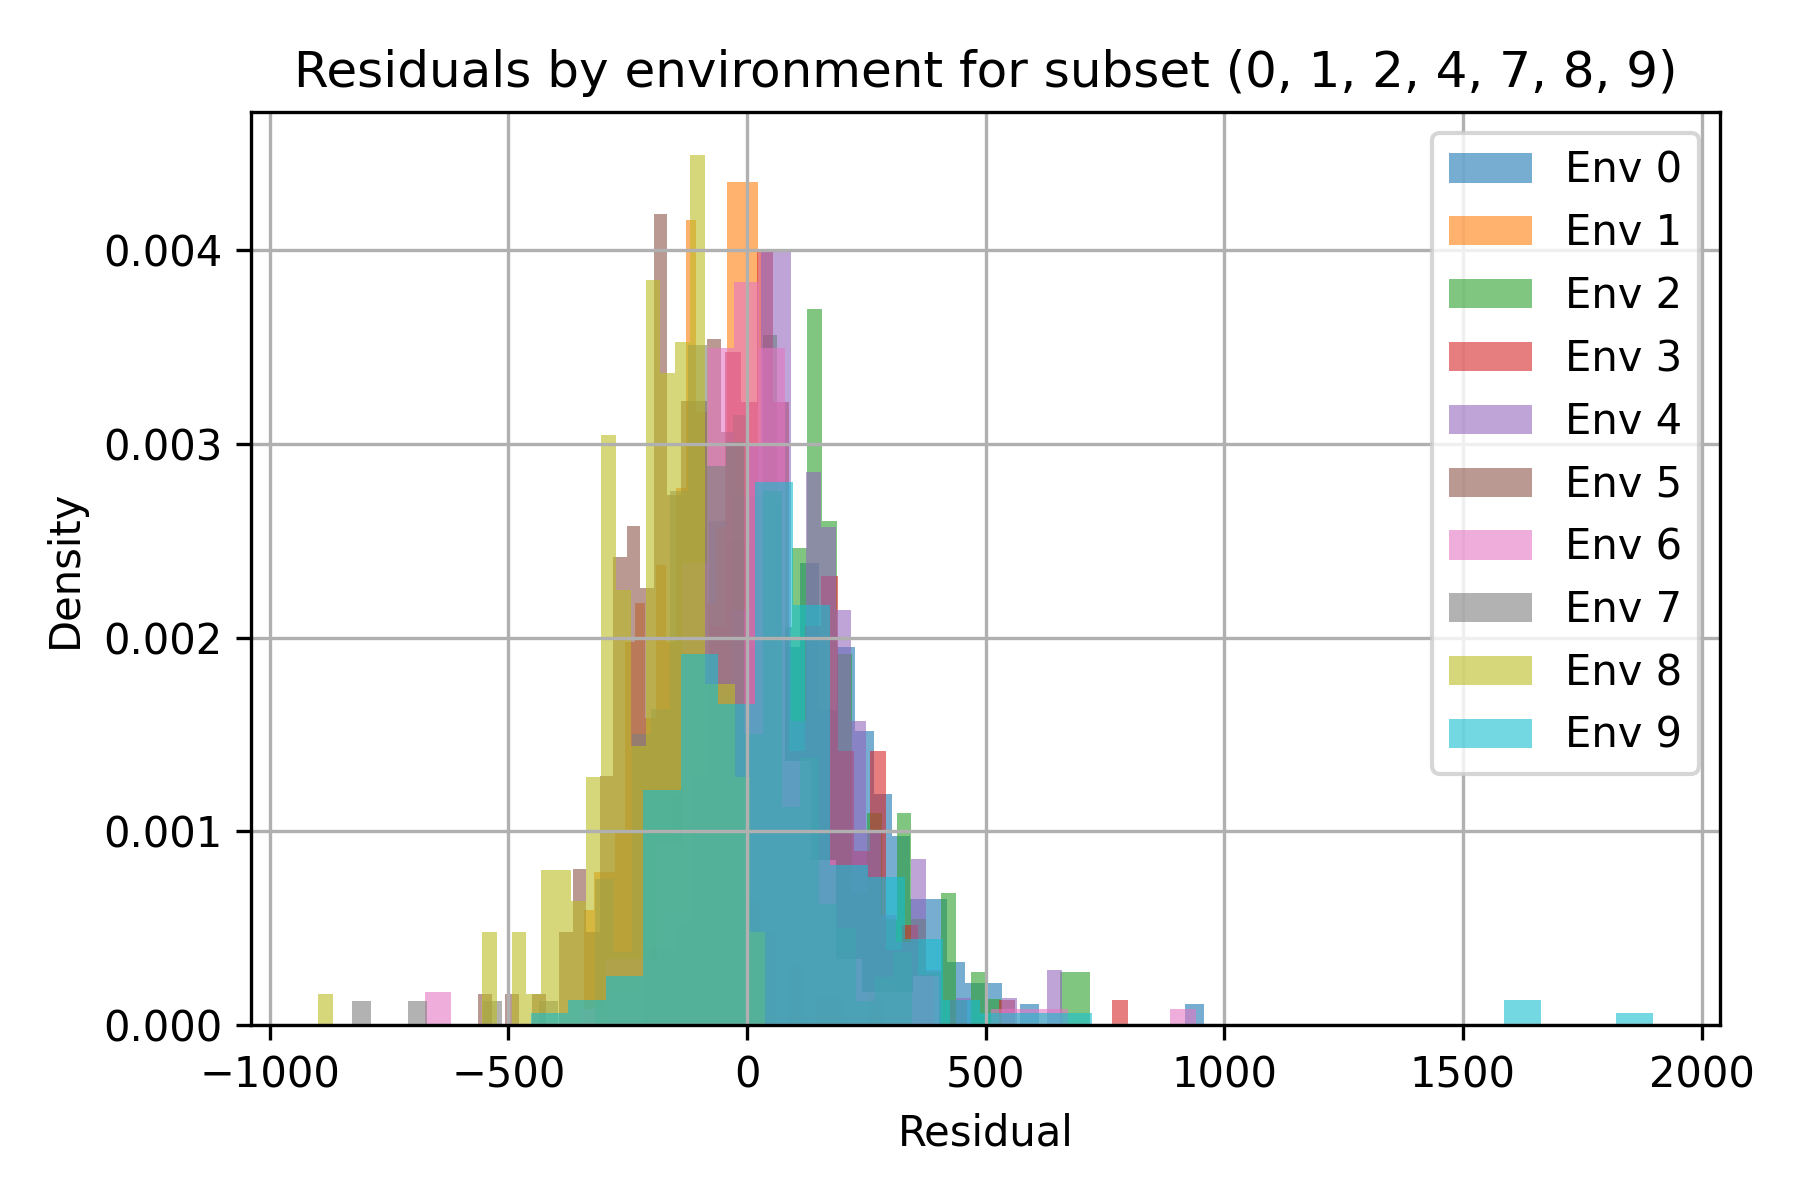 Residuals by environment for subset (0, 1, 2, 4, 7, 8, 9)
Density
0.004
0.003
0.002
0.001
0.000
−1000
−500
0
500
1000
1500
2000
Residual
Env 0
Env 1
Env 2
Env 3
Env 4
Env 5
Env 6
Env 7
Env 8
Env 9